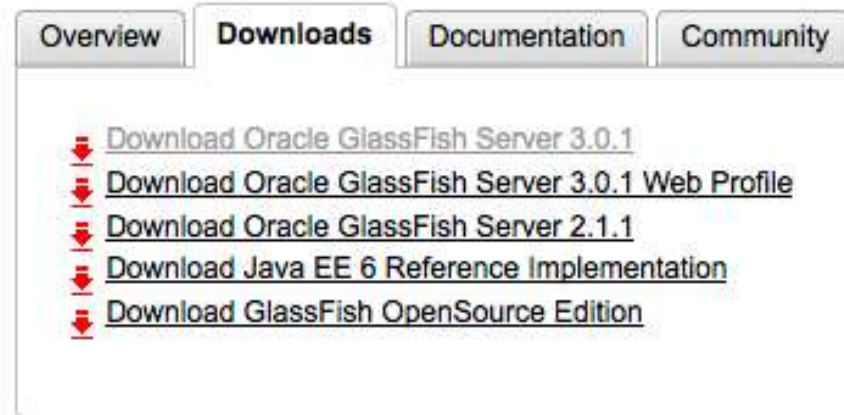 Overview Downloads Documentation Community
Download Oracle GlassFish Server 3.0.1
Download Oracle GlassFish Server 3.0.1 Web Profile
Download Oracle GlassFish Server 2.1.1
Download Java EE 6 Reference Implementation
Download GlassFish OpenSource Edition